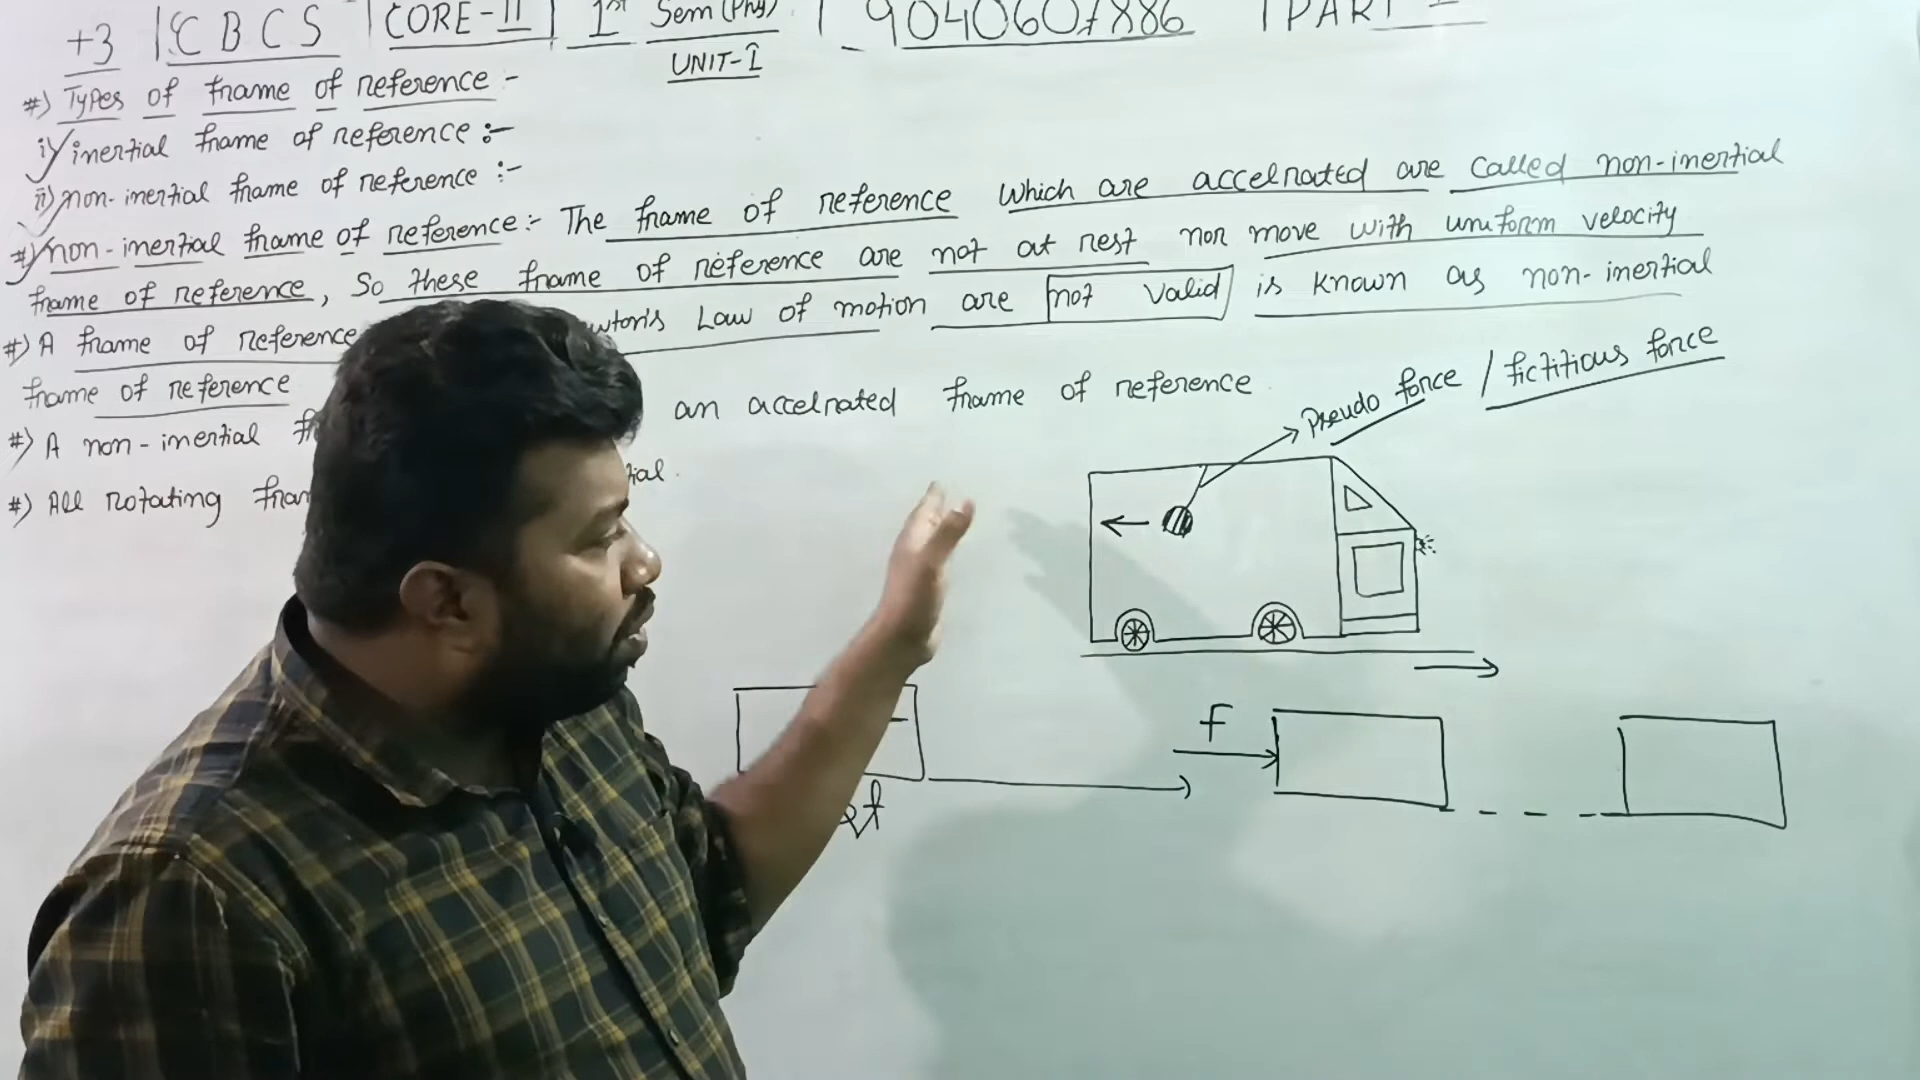 +3 | CBCS | CORE-II | 1st Sem (Phy) | 9040607886 | PART
UNIT-I
#) Types of frame of reference :-
i) inertial frame of reference :-
ii) non-inertial frame of reference :-
#) non-inertial frame of reference :- The frame of reference which are accelrated are called non-inertial
frame of reference, So these frame of reference are not at rest nor move with uniform velocity
#) A frame of reference Law of motion are not valid is known as non-inertial
frame of reference
#) A non-inertial an accelrated frame of reference
#) All rotating
Pseudo force / fictitious force
F